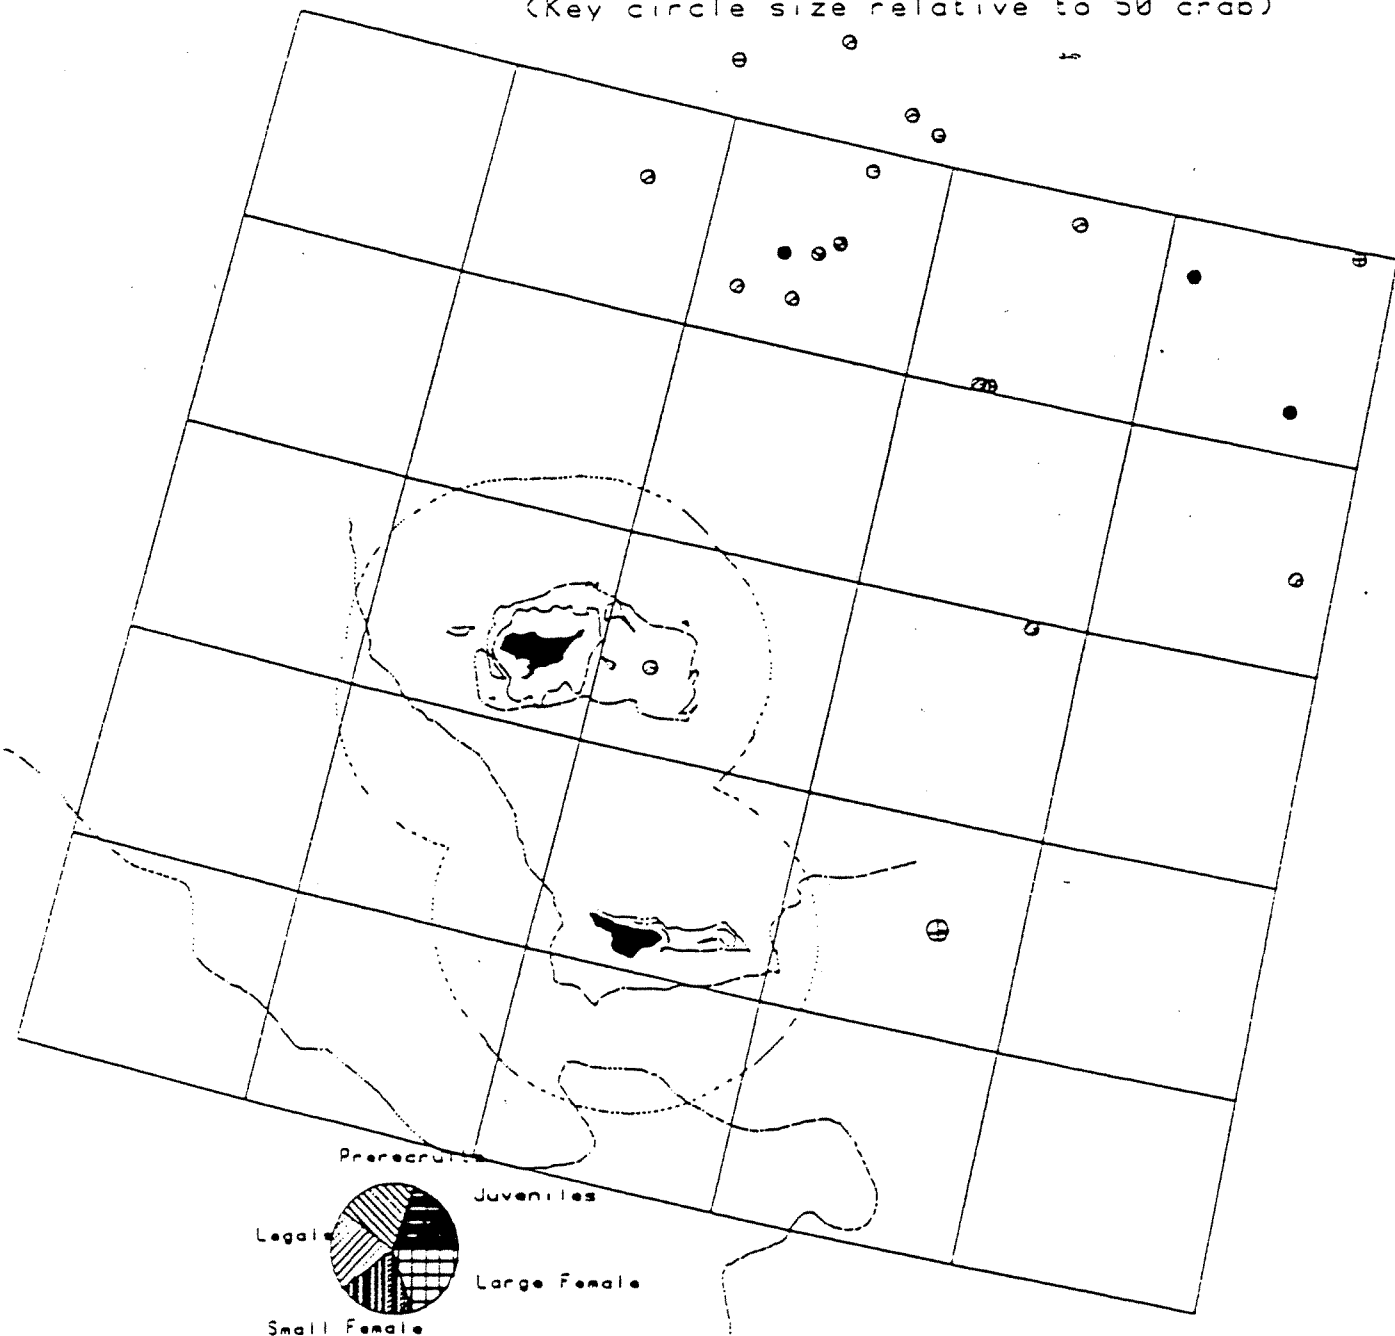 (Key circle size relative to 50 crab)
Prerecruits
Juveniles
Legals
Large Female
Small Female